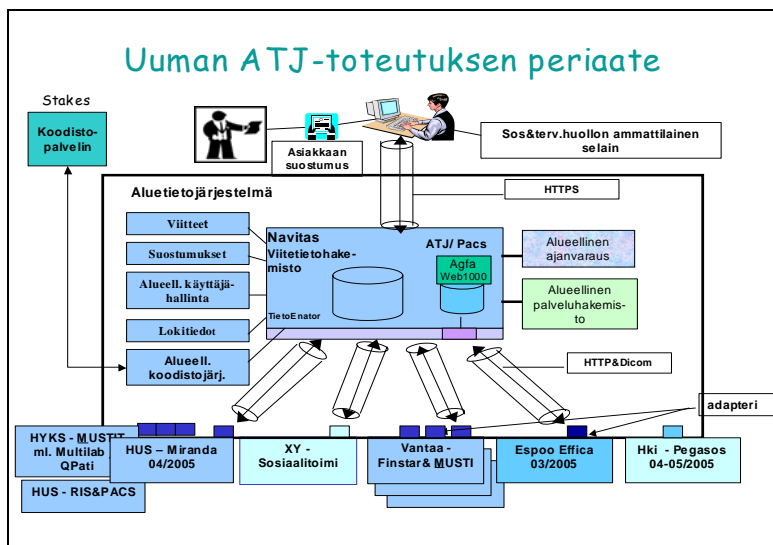 Uuman ATJ-toteutuksen periaate
Stakes
Koodisto-
palvelin
Asiakkaan
suostumus
Sos&terv.huollon ammattilainen
selain
HTTPS
Aluetietojärjestelmä
Viitteet
Suostumukset
Alueell. käyttäjä-
hallinta
Lokitiedot
Alueell.
koodistojärj.
Navitas
Viitetietohake-
misto
TietoEnator
ATJ/ Pacs
Agfa
Web1000
Alueellinen
ajanvaraus
Alueellinen
palveluhakemis-
to
HTTP&Dicom
adapteri
HYKS - MUSTIT
ml. Multilab
QPati
HUS - RIS&PACS
HUS – Miranda
04/2005
XY -
Sosiaalitoimi
Vantaa -
Finstar& MUSTI
Espoo Effica
03/2005
Hki - Pegasos
04-05/2005